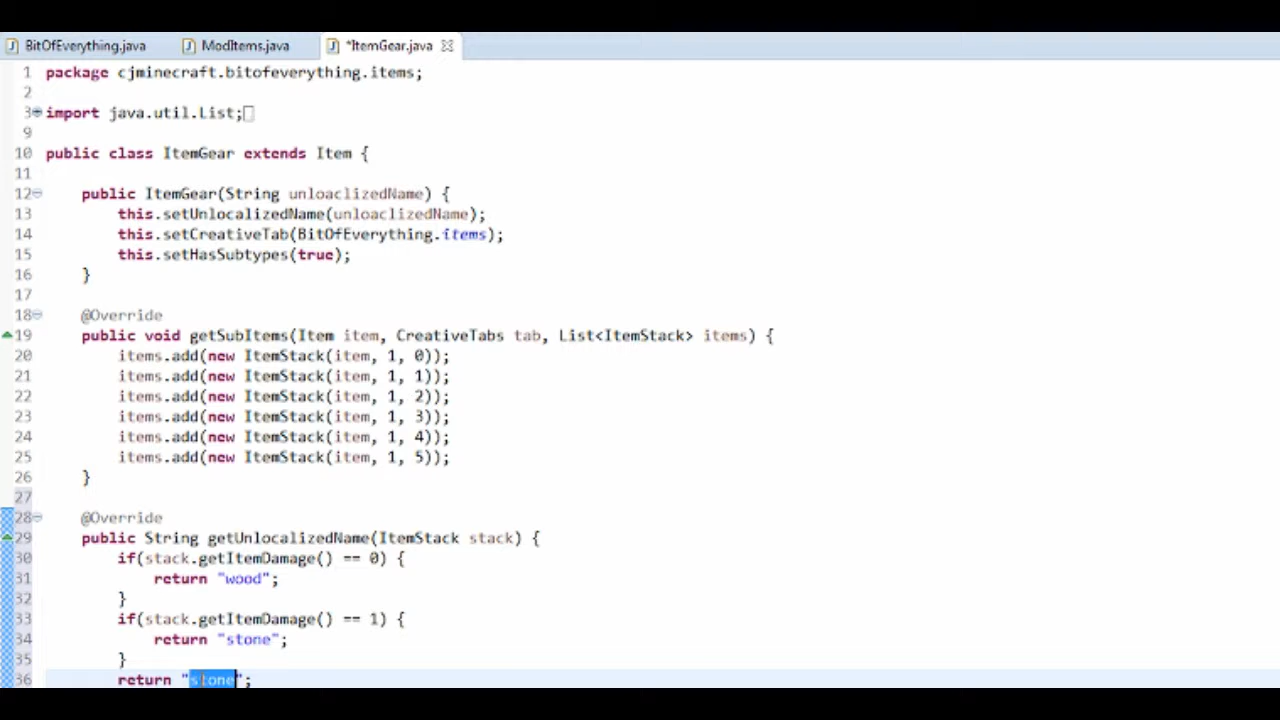 BitOfEverything.java ModItems.java *ItemGear.java
1 package cjminecraft.bitofeverything.items;
2
3 import java.util.List;
9
10 public class ItemGear extends Item {
11
12 public ItemGear(String unloaclizedName) {
13 this.setUnlocalizedName(unloaclizedName);
14 this.setCreativeTab(BitOfEverything.items);
15 this.setHasSubtypes(true);
16 }
17
18 @Override
19 public void getSubItems(Item item, CreativeTabs tab, List<ItemStack> items) {
20 items.add(new ItemStack(item, 1, 0));
21 items.add(new ItemStack(item, 1, 1));
22 items.add(new ItemStack(item, 1, 2));
23 items.add(new ItemStack(item, 1, 3));
24 items.add(new ItemStack(item, 1, 4));
25 items.add(new ItemStack(item, 1, 5));
26 }
27
28 @Override
29 public String getUnlocalizedName(ItemStack stack) {
30 if(stack.getItemDamage() == 0) {
31 return "wood";
32 }
33 if(stack.getItemDamage() == 1) {
34 return "stone";
35 }
36 return "stone";